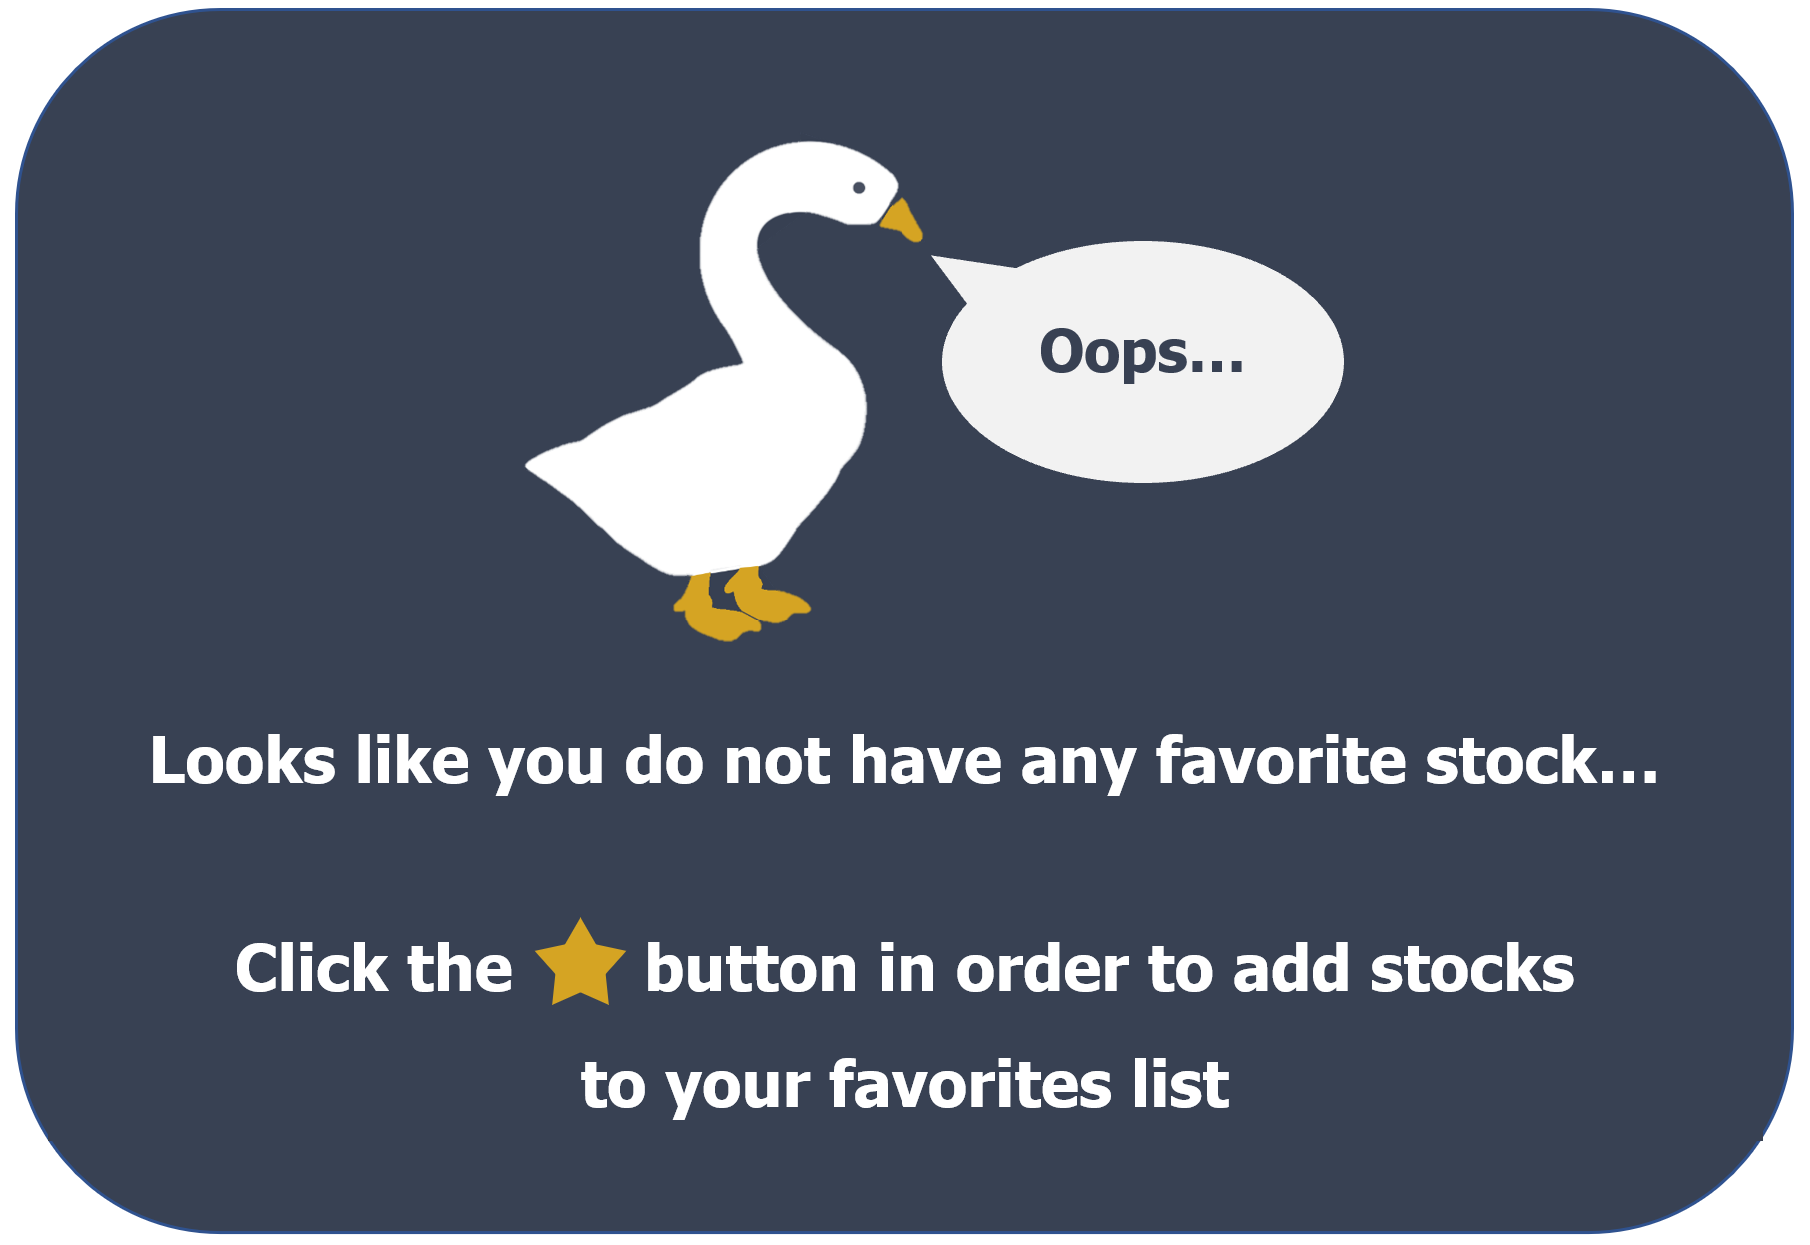 Oops...
Looks like you do not have any favorite stock...
Click the button in order to add stocks
to your favorites list